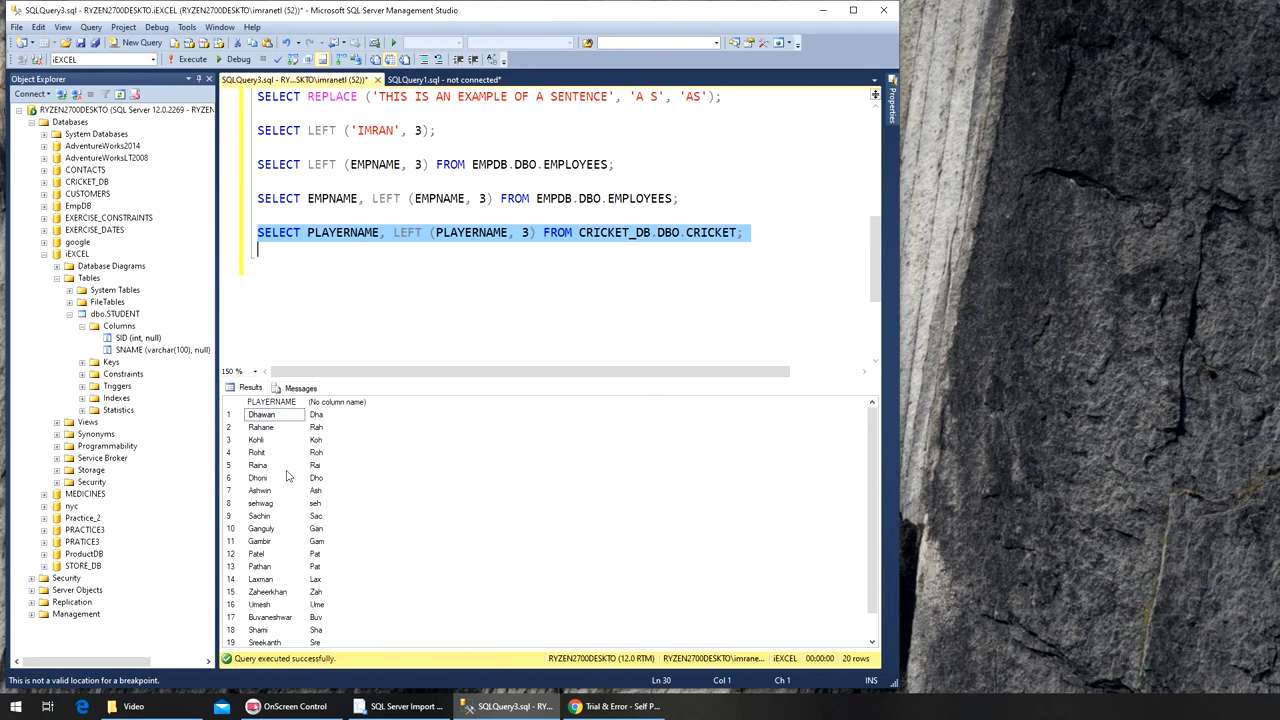 SQLQuery3.sql - RYZEN2700DESKTO.iEXCEL (RYZEN2700DESKTO\imranetl (52))* - Microsoft SQL Server Management Studio
File Edit View Query Project Debug Tools Window Help
New Query
iEXCEL Execute Debug
Object Explorer
SQLQuery3.sql - RY...SKTO\imranetl (52))* SQLQuery1.sql - not connected*
Connect
RYZEN2700DESKTO (SQL Server 12.0.2269 - RYZEN
Databases
System Databases
AdventureWorks2014
AdventureWorksLT2008
CONTACTS
CRICKET_DB
CUSTOMERS
EmpDB
EXERCISE_CONSTRAINTS
EXERCISE_DATES
google
iEXCEL
Database Diagrams
Tables
System Tables
FileTables
dbo.STUDENT
Columns
SID (int, null)
SNAME (varchar(100), null)
Keys
Constraints
Triggers
Indexes
Statistics
Views
Synonyms
Programmability
Service Broker
Storage
Security
MEDICINES
nyc
Practice_2
PRACTICE3
PRATICE3
ProductDB
STORE_DB
Security
Server Objects
Replication
Management
SELECT REPLACE ('THIS IS AN EXAMPLE OF A SENTENCE', 'A S', 'AS');
SELECT LEFT ('IMRAN', 3);
SELECT LEFT (EMPNAME, 3) FROM EMPDB.DBO.EMPLOYEES;
SELECT EMPNAME, LEFT (EMPNAME, 3) FROM EMPDB.DBO.EMPLOYEES;
SELECT PLAYERNAME, LEFT (PLAYERNAME, 3) FROM CRICKET_DB.DBO.CRICKET;
150 %
Results Messages
PLAYERNAME (No column name)
1 Dhawan Dha
2 Rahane Rah
3 Kohli Koh
4 Rohit Roh
5 Raina Rai
6 Dhoni Dho
7 Ashwin Ash
8 sehwag seh
9 Sachin Sac
10 Ganguly Gan
11 Gambir Gam
12 Patel Pat
13 Pathan Pat
14 Laxman Lax
15 Zaheerkhan Zah
16 Umesh Ume
17 Buvaneshwar Buv
18 Shami Sha
19 Sreekanth Sre
Query executed successfully. RYZEN2700DESKTO (12.0 RTM) RYZEN2700DESKTO\imrane... iEXCEL 00:00:00 20 rows
This is not a valid location for a breakpoint. Ln 30 Col 1 Ch 1 INS
Properties
Video OnScreen Control SQL Server Import ... SQLQuery3.sql - RY... Trial & Error - Self P...